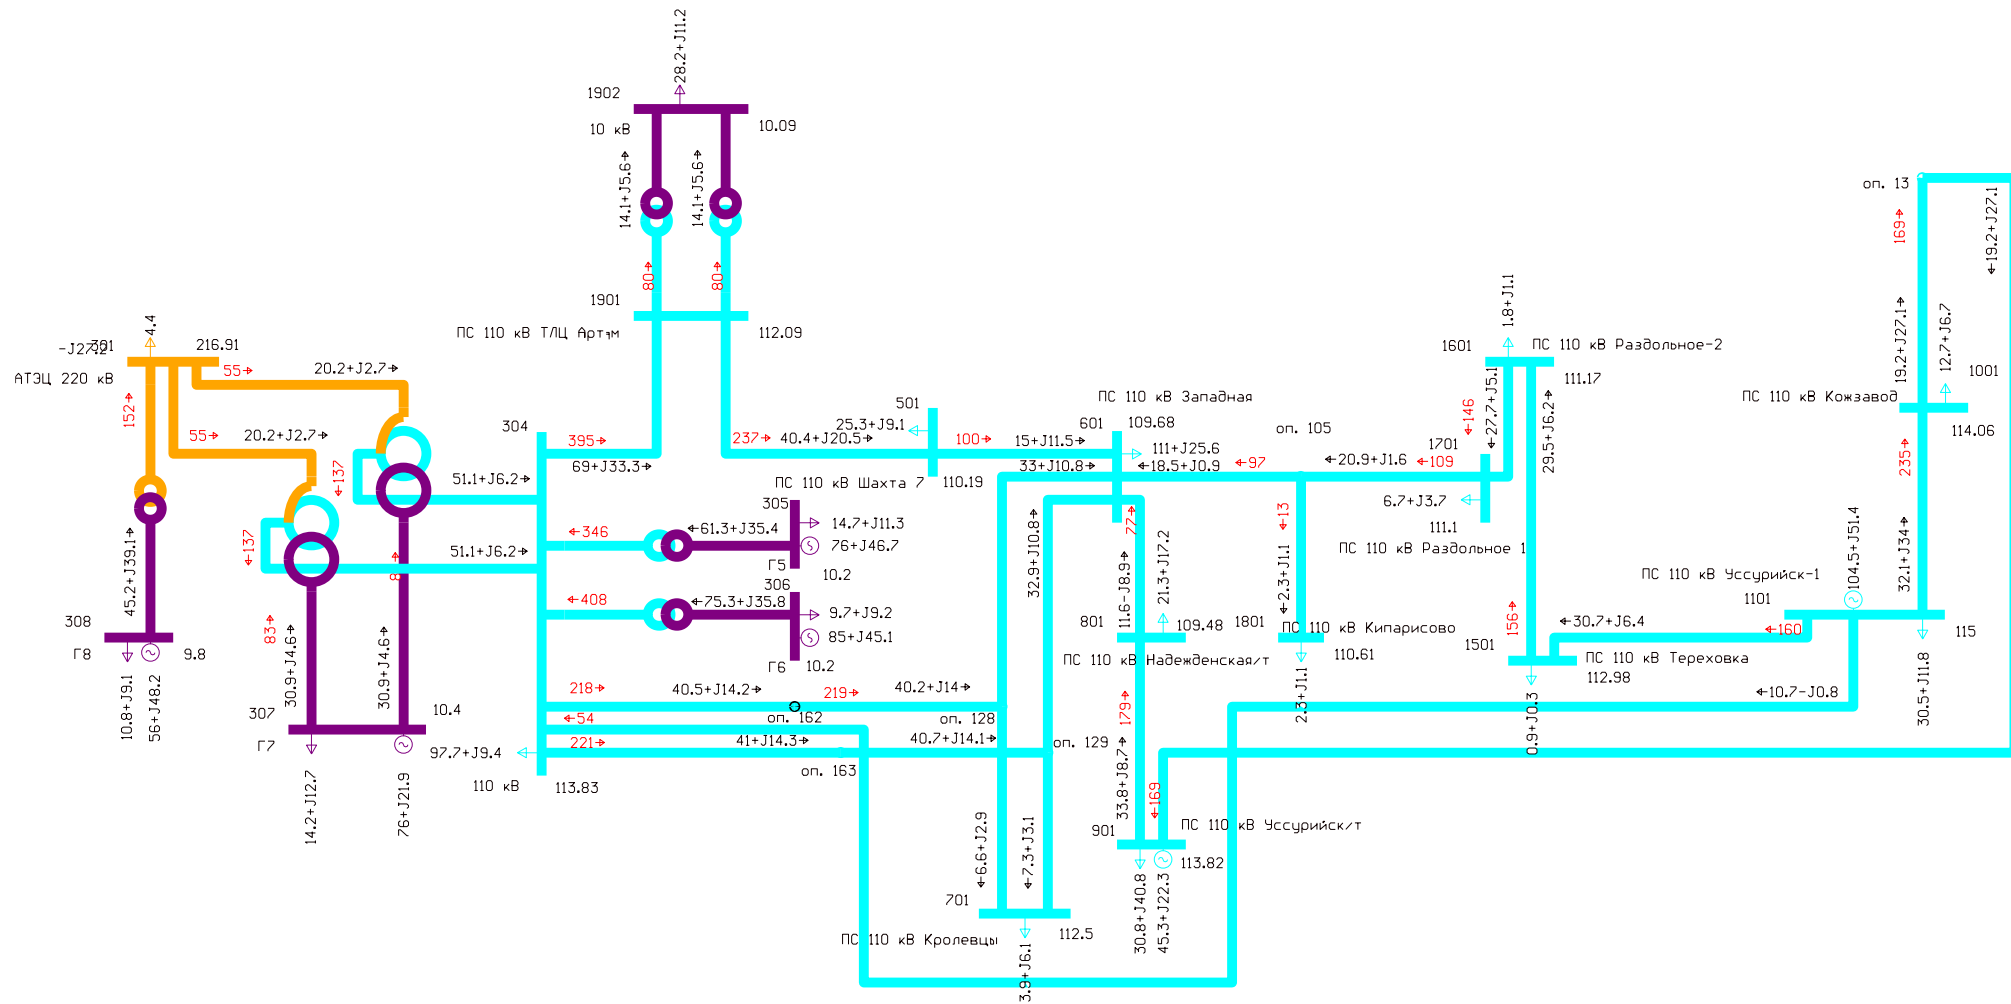 28.2+J11.2
1902
10 кВ
10.09
14.1+J5.6
14.1+J5.6
80
80
1901
ПС 110 кВ ТЛЦ Артэм
112.09
4.4
216.91
АТЭЦ 220 кВ
55
20.2+J2.7
152
55
20.2+J2.7
137
137
304
395
69+J33.3
51.1+J6.2
51.1+J6.2
237
40.4+J20.5
501
25.3+J9.1
100
15+J11.5
ПС 110 кВ Шахта 7
110.19
ПС 110 кВ Западная
601
109.68
111+J25.6
33+J10.8
18.5+J0.9
97
оп. 105
20.9+J1.6
109
1701
6.7+J3.7
111.1
ПС 110 кВ Раздольное 1
146
27.7+J5.1
1.8+J1.1
1601
ПС 110 кВ Раздольное-2
111.17
29.5+J6.2
оп. 13
169
19.2+J27.1
19.2+J27.1
12.7+J6.7
1001
ПС 110 кВ Кожзавод
114.06
235
32.1+J34
ПС 110 кВ Уссурийск-1
1101
104.5+J51.4
115
30.5+J11.8
160
30.7+J6.4
156
1501
ПС 110 кВ Тереховка
112.98
0.9+J0.3
10.7-J0.8
346
61.3+J35.4
305
14.7+J11.3
76+J46.7
Г5
10.2
408
75.3+J35.8
306
9.7+J9.2
85+J45.1
Г6
10.2
32.9+J10.8
77
11.6-J8.9
21.3+J17.2
801
109.48
ПС 110 кВ Надежденская/т
13
2.3+J1.1
1801
ПС 110 кВ Кипарисово
110.61
2.3+J1.1
45.2+J39.1
308
Г8
9.8
10.8+J9.1
56+J48.2
83
30.9+J4.6
8
30.9+J4.6
307
Г7
10.4
14.2+J12.7
76+J21.9
97.7+J9.4
110 кВ
113.83
218
40.5+J14.2
219
40.2+J14
оп. 162
оп. 128
54
221
41+J14.3
40.7+J14.1
оп. 163
оп. 129
179
33.8+J8.7
169
901
ПС 110 кВ Уссурийск/т
113.82
30.8+J40.8
45.3+J22.3
6.6+J2.9
7.3+J3.1
701
ПС 110 кВ Кролевцы
112.5
3.9+J6.1